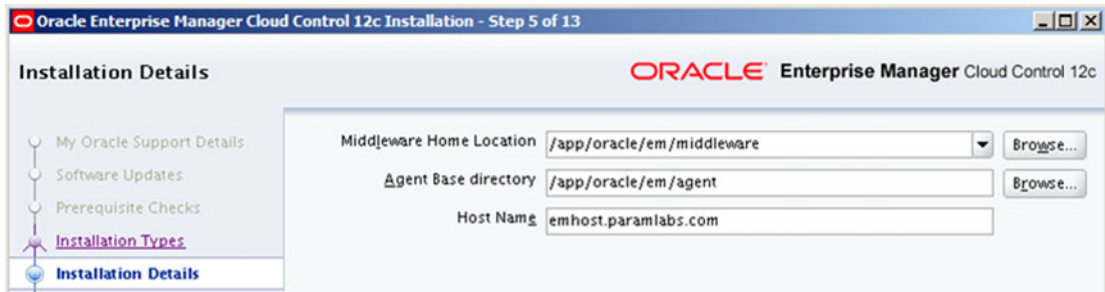 Oracle Enterprise Manager Cloud Control 12c Installation - Step 5 of 13
Installation Details
ORACLE Enterprise Manager Cloud Control 12c
My Oracle Support Details
Software Updates
Prerequisite Checks
Installation Types
Installation Details
Middleware Home Location /app/oracle/em/middleware Browse...
Agent Base directory /app/oracle/em/agent Browse...
Host Name emhost.paramlabs.com